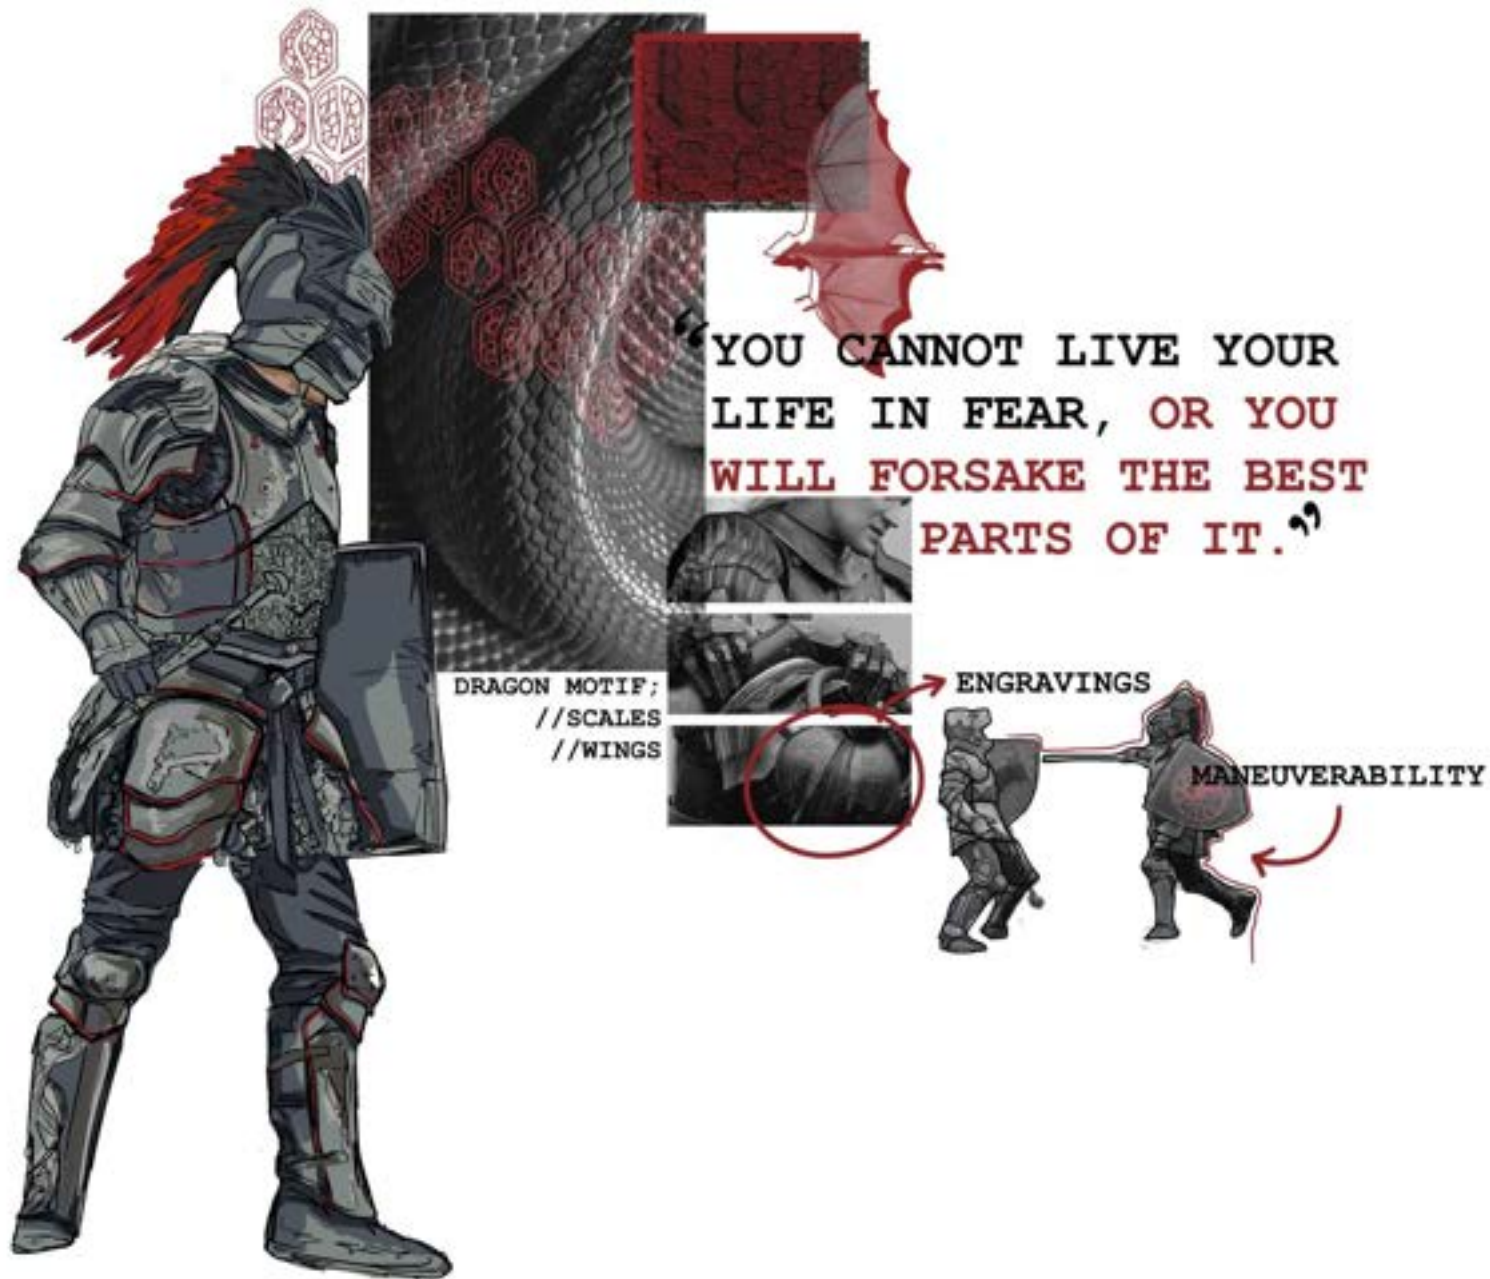 “YOU CANNOT LIVE YOUR
LIFE IN FEAR, OR YOU
WILL FORSAKE THE BEST
PARTS OF IT.”
DRAGON MOTIF;
//SCALES
//WINGS
ENGRAVINGS
MANEUVERABILITY